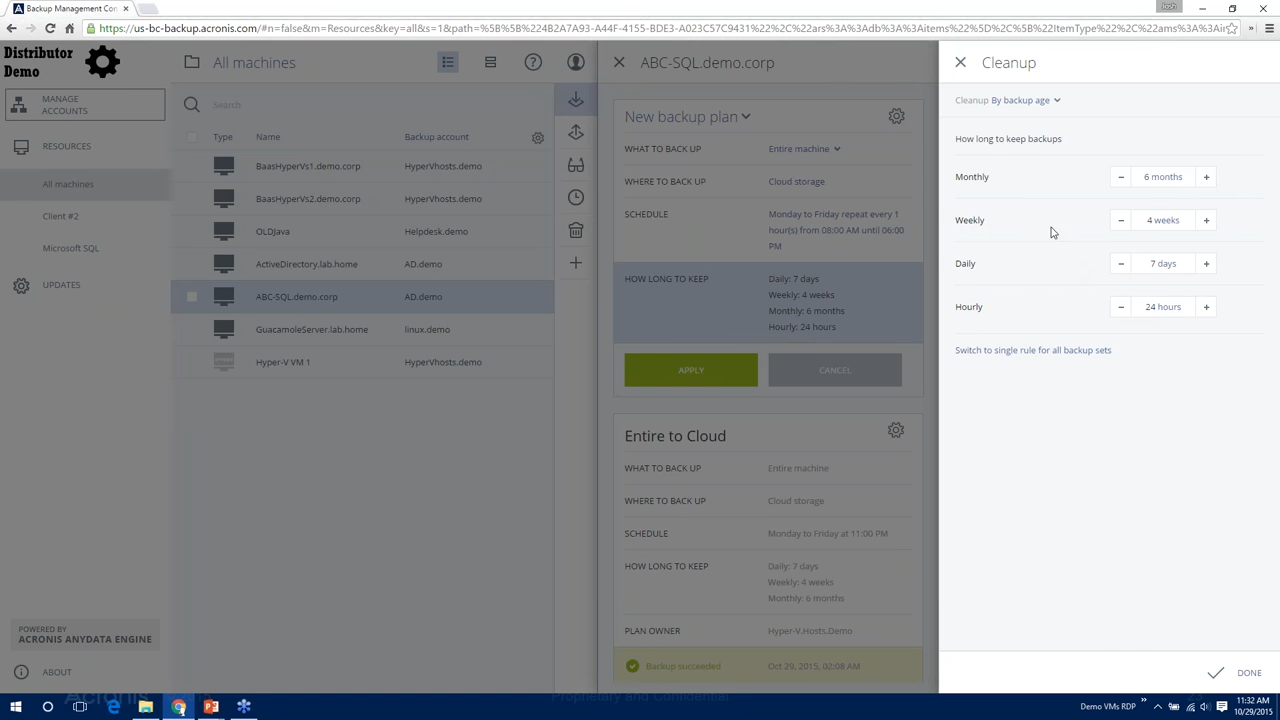 Backup Management Con
Josh
https://us-bc-backup.acronis.com/#n=false&m=Resources&key=all&s=1&path=%5B%5B%224B2A7A93-A44F-4155-BDE3-A023C57C9471%22%2C%22ars%3A%3Adb%3A%3Aitems%22%5D%2C%5B%22ItemType%22%2C%22ams%3A%3Ain
Distributor
Demo
MANAGE
ACCOUNTS
RESOURCES
All machines
Client #2
Microsoft SQL
UPDATES
POWERED BY
ACRONIS ANYDATA ENGINE
ABOUT
All machines
Search
Type Name Backup account
BaasHyperVs1.demo.corp HyperVhosts.demo
BaasHyperVs2.demo.corp HyperVhosts.demo
OLDJava Helpdesk.demo
ActiveDirectory.lab.home AD.demo
ABC-SQL.demo.corp AD.demo
GuacamoleServer.lab.home linux.demo
Hyper-V VM 1 HyperVhosts.demo
ABC-SQL.demo.corp
New backup plan
WHAT TO BACK UP Entire machine
WHERE TO BACK UP Cloud storage
SCHEDULE Monday to Friday repeat every 1
hour(s) from 08:00 AM until 06:00
PM
HOW LONG TO KEEP Daily: 7 days
Weekly: 4 weeks
Monthly: 6 months
Hourly: 24 hours
APPLY CANCEL
Entire to Cloud
WHAT TO BACK UP Entire machine
WHERE TO BACK UP Cloud storage
SCHEDULE Monday to Friday at 11:00 PM
HOW LONG TO KEEP Daily: 7 days
Weekly: 4 weeks
Monthly: 6 months
PLAN OWNER Hyper-V.Hosts.Demo
Backup succeeded Oct 29, 2015, 02:08 AM
Cleanup
Cleanup By backup age
How long to keep backups
Monthly − 6 months +
Weekly − 4 weeks +
Daily − 7 days +
Hourly − 24 hours +
Switch to single rule for all backup sets
DONE
Acronis Proprietary and Confidential 23
Demo VMs RDP
11:32 AM
10/29/2015